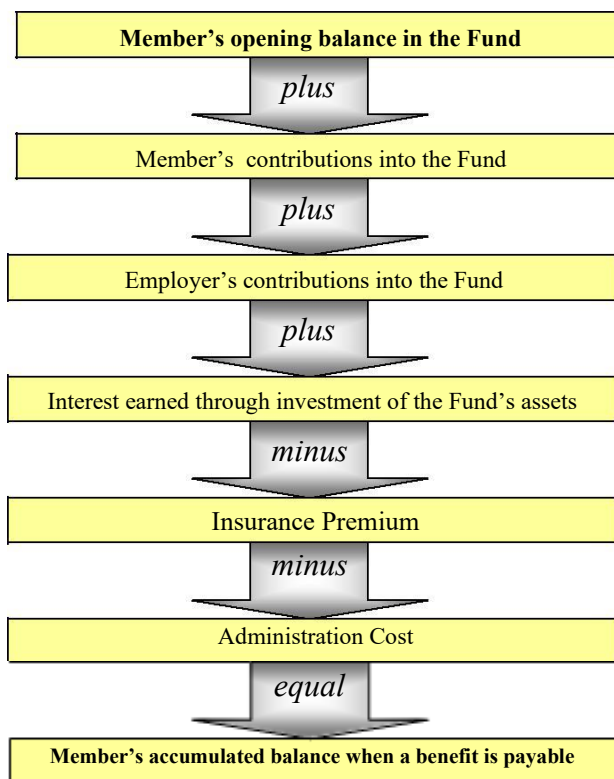 Member’s opening balance in the Fund
plus
Member’s contributions into the Fund
plus
Employer’s contributions into the Fund
plus
Interest earned through investment of the Fund’s assets
minus
Insurance Premium
minus
Administration Cost
equal
Member’s accumulated balance when a benefit is payable